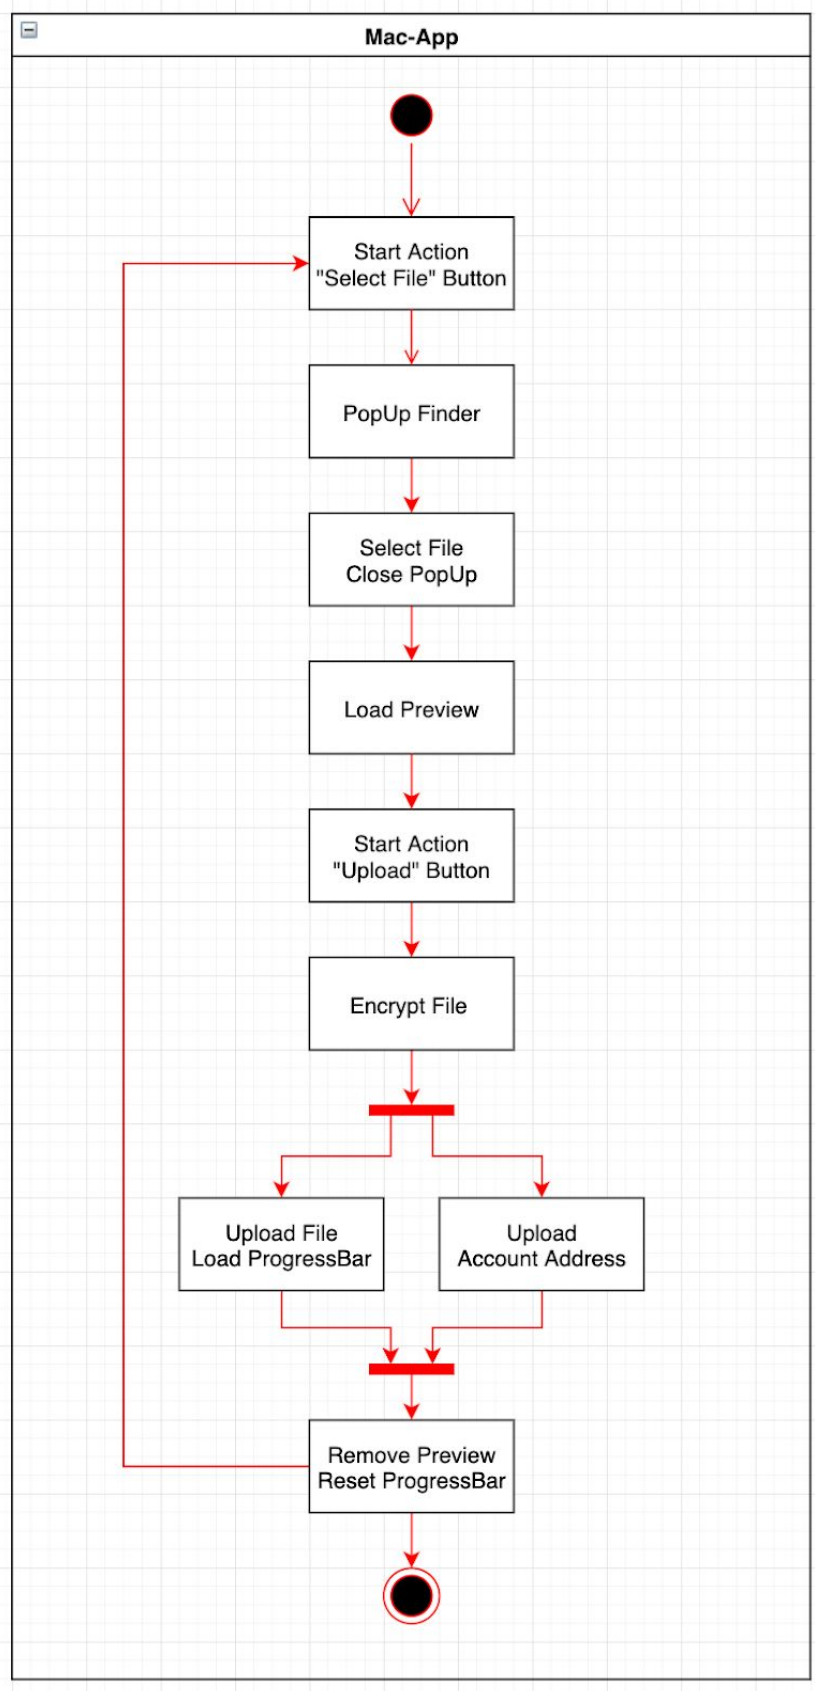 Mac-App
Start Action
"Select File" Button
PopUp Finder
Select File
Close PopUp
Load Preview
Start Action
"Upload" Button
Encrypt File
Upload File
Load ProgressBar
Upload
Account Address
Remove Preview
Reset ProgressBar